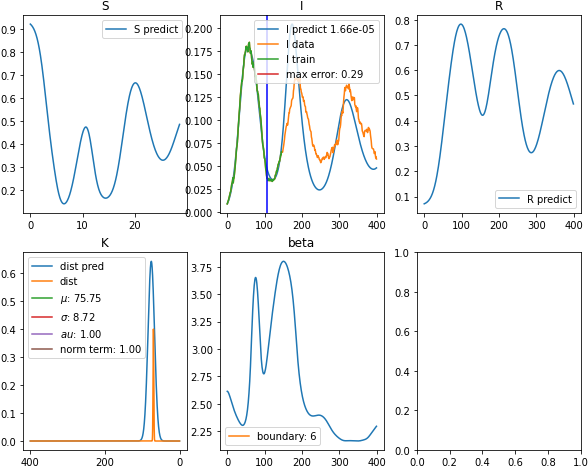 S
I
R
0.9
0.8
0.7
0.6
0.5
0.4
0.3
0.2
S predict
0 10 20
0.200
0.175
0.150
0.125
0.100
0.075
0.050
0.025
0.000
I predict 1.66e-05
I data
I train
max error: 0.29
0 100 200 300 400
0.8
0.7
0.6
0.5
0.4
0.3
0.2
0.1
R predict
0 100 200 300 400
K
beta
0.6
0.5
0.4
0.3
0.2
0.1
0.0
dist pred
dist
μ: 75.75
σ: 8.72
au: 1.00
norm term: 1.00
400 200 0
3.75
3.50
3.25
3.00
2.75
2.50
2.25
boundary: 6
0 100 200 300 400
1.0
0.8
0.6
0.4
0.2
0.0
0.0 0.2 0.4 0.6 0.8 1.0